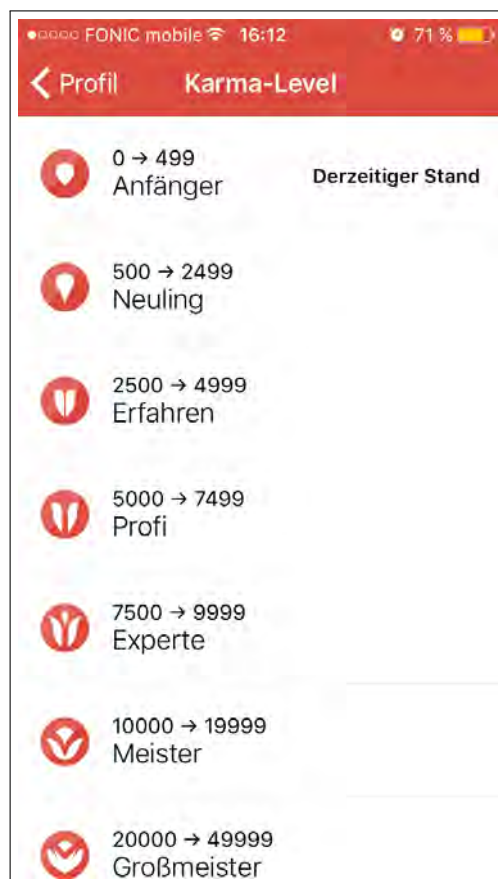 FONIC mobile 16:12 71 %
Profil Karma-Level
0 → 499
Anfänger Derzeitiger Stand
500 → 2499
Neuling
2500 → 4999
Erfahren
5000 → 7499
Profi
7500 → 9999
Experte
10000 → 19999
Meister
20000 → 49999
Großmeister